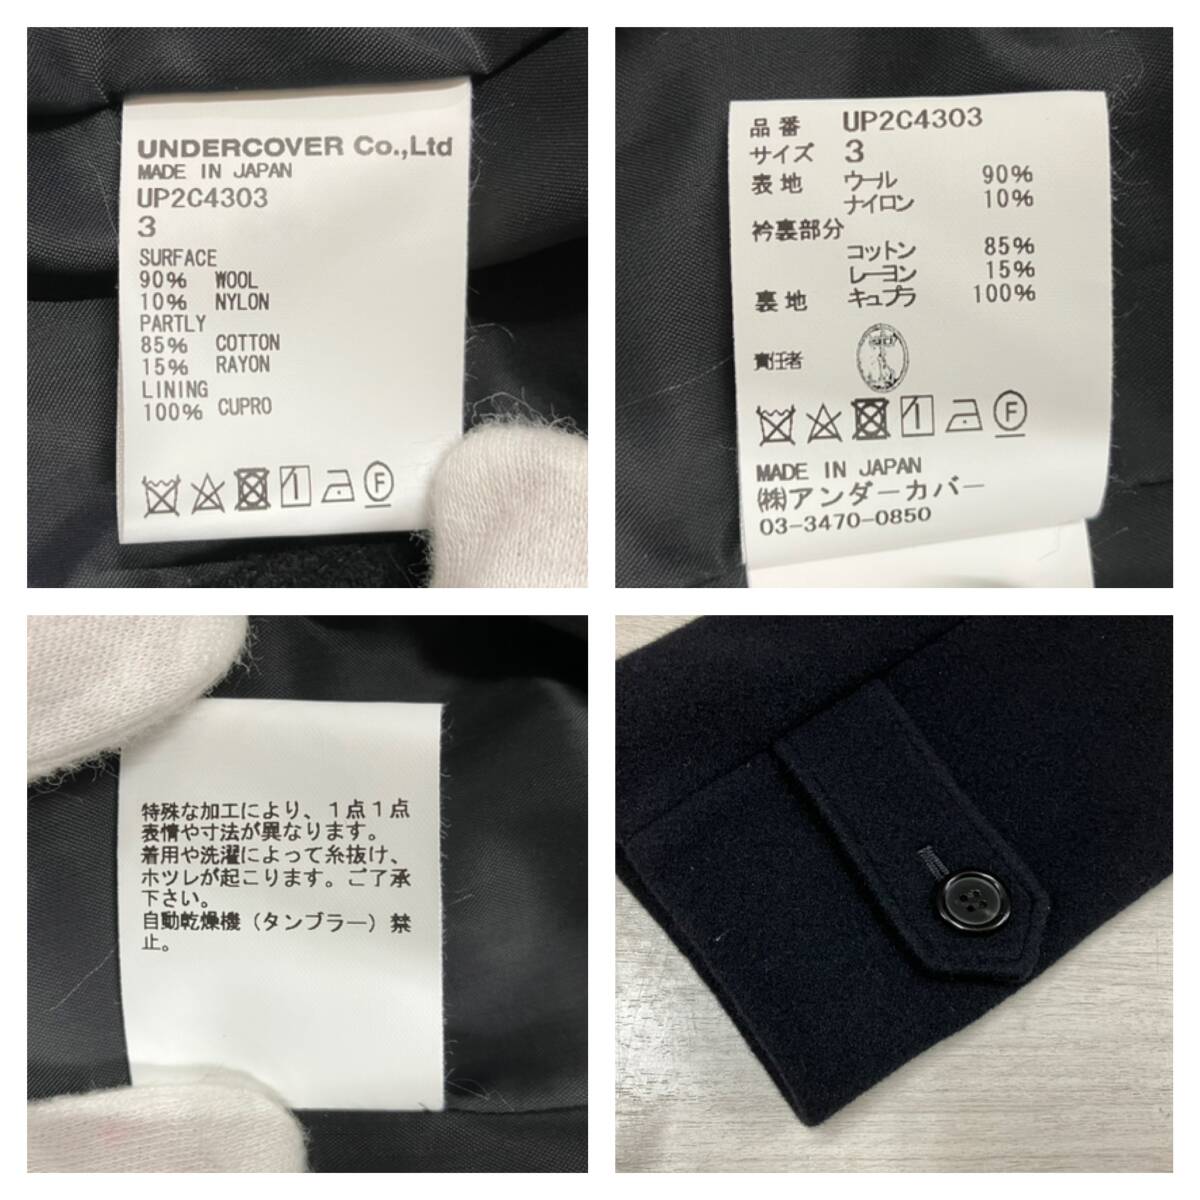 UNDERCOVER Co.,Ltd
MADE IN JAPAN
UP2C4303
3
SURFACE
90% WOOL
10% NYLON
PARTLY
85% COTTON
15% RAYON
LINING
100% CUPRO
F
品番 UP2C4303
サイズ 3
表地 ウール 90%
ナイロン 10%
衿裏部分
コットン 85%
レーヨン 15%
裏地 キュプラ 100%
責任者
F
MADE IN JAPAN
㈱アンダーカバー
03-3470-0850
特殊な加工により、1点1点
表情や寸法が異なります。
着用や洗濯によって糸抜け、
ホツレが起こります。ご了承
下さい。
自動乾燥機(タンブラー)禁
止。